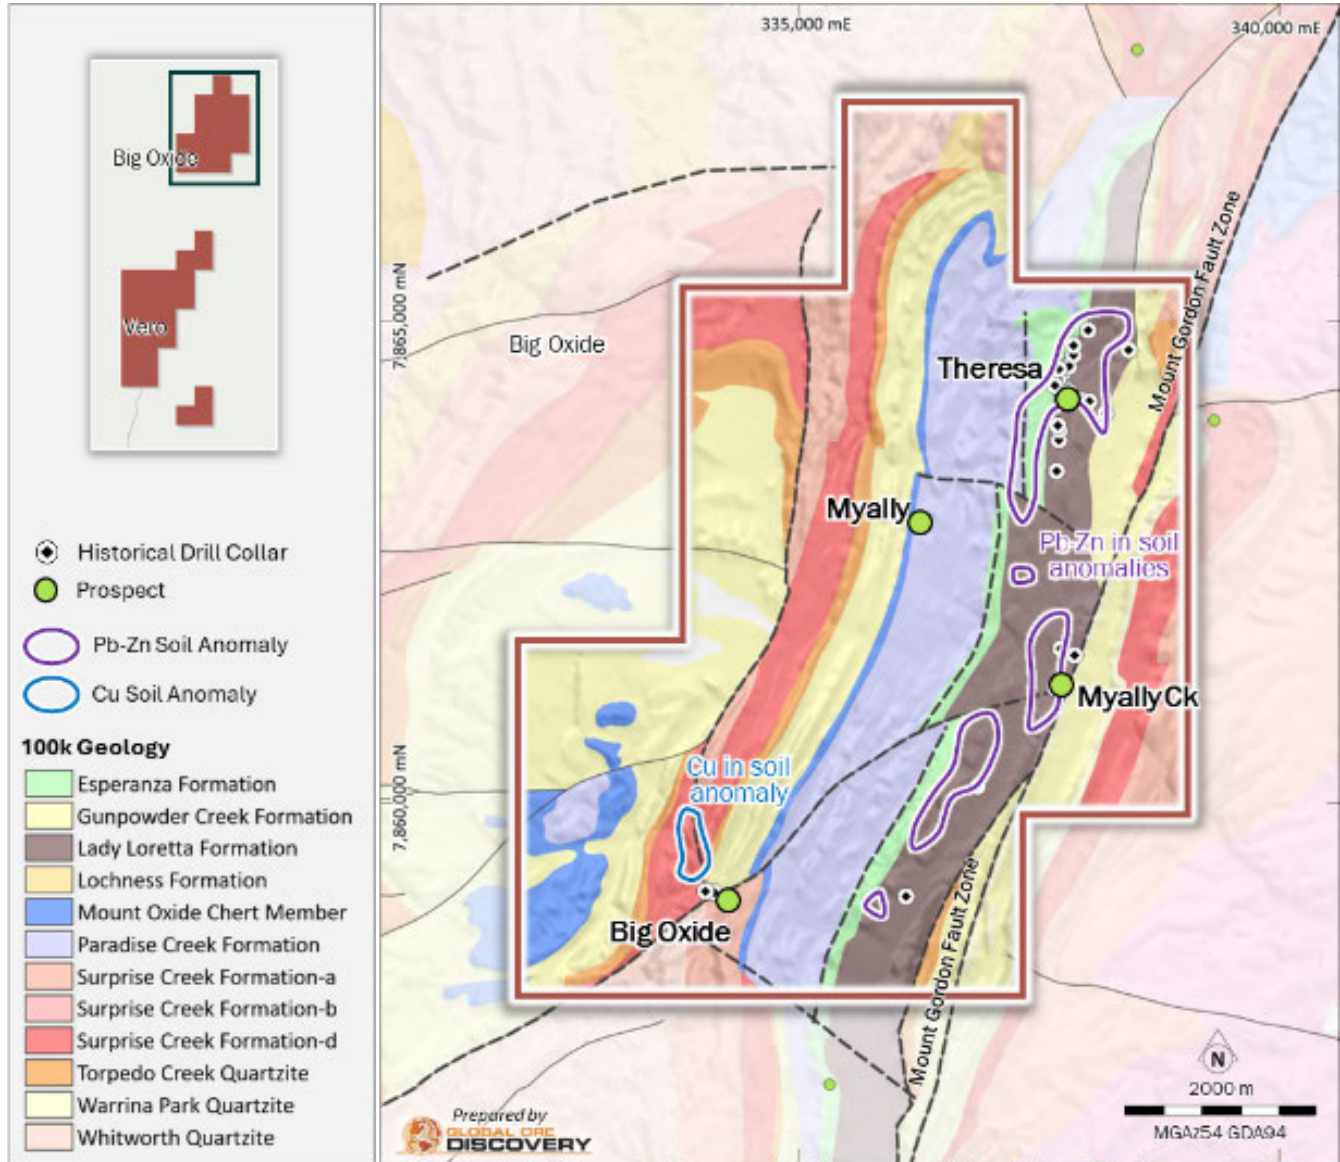 Big Oxide
Vero
Historical Drill Collar
Prospect
Pb-Zn Soil Anomaly
Cu Soil Anomaly
100k Geology
Esperanza Formation
Gunpowder Creek Formation
Lady Loretta Formation
Lochness Formation
Mount Oxide Chert Member
Paradise Creek Formation
Surprise Creek Formation-a
Surprise Creek Formation-b
Surprise Creek Formation-d
Torpedo Creek Quartzite
Warrina Park Quartzite
Whitworth Quartzite
335,000 mE
340,000 mE
7,865,000 mN
7,860,000 mN
Big Oxide
Mount Gordon Fault Zone
Theresa
Myally
Pb-Zn in soil
anomalies
Myally Ck
Cu in soil
anomaly
Big Oxide
Mount Gordon Fault Zone
N
2000 m
MGAz54 GDA94
Prepared by
GLOBAL ORE
DISCOVERY